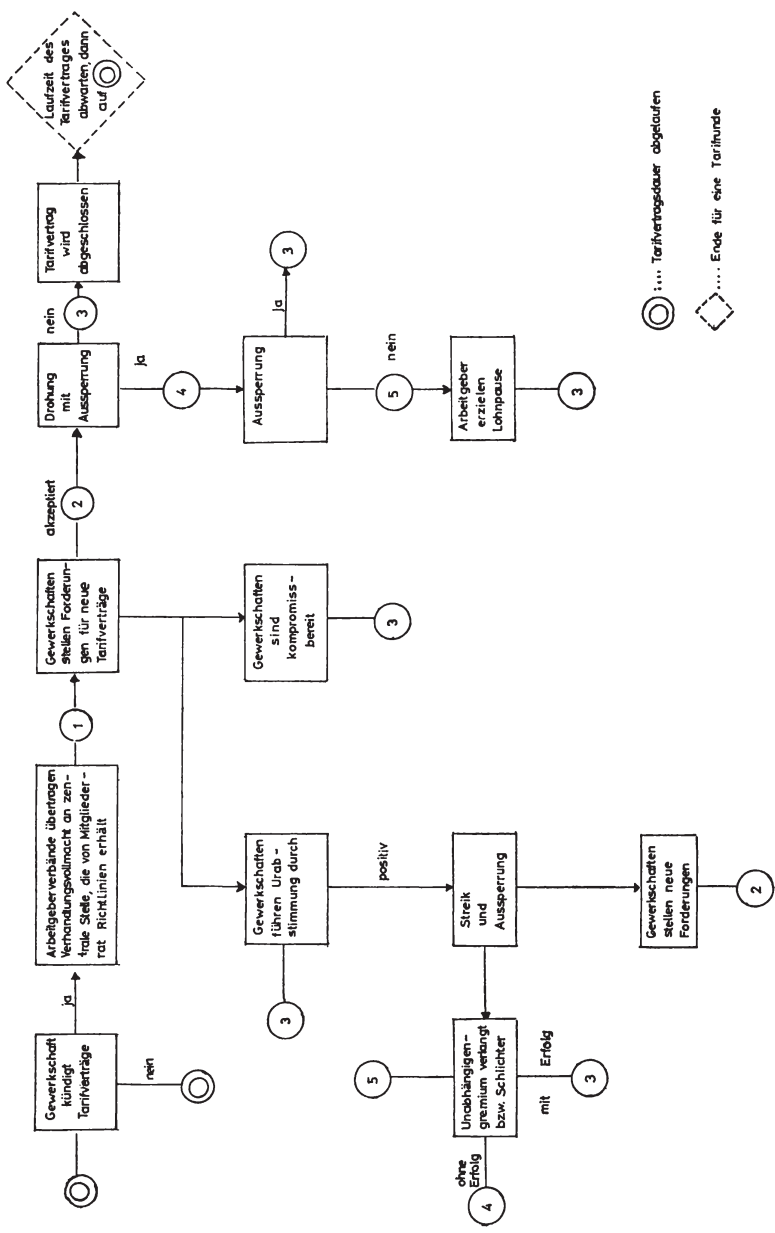 Gewerkschaft
kündigt
Tarifverträge
ja
nein
Arbeitgeberverbände übertragen
Verhandlungsvollmacht an zen-
trale Stelle, die von Mitglieder-
rat Richtlinien erhält
1
Gewerkschaften
stellen Forderun-
gen für neue
Tarifverträge
akzeptiert
2
Drohung
mit
Aussperrung
nein
3
ja
4
Tarifvertrag
wird
abgeschlossen
Laufzeit des
Tarifvertrages
abwarten, dann
auf
Gewerkschaften
führen Urab-
stimmung durch
3
positiv
Gewerkschaften
sind
kompromiss-
bereit
3
Aussperrung
ja
3
nein
5
Unabhängigen-
gremium verlangt
bzw. Schlichter
5
ohne
Erfolg
4
mit Erfolg
3
Streik
und
Aussperrung
Arbeitgeber
erzielen
Lohnpause
3
Gewerkschaften
stellen neue
Forderungen
2
:... Tarifvertragsdauer abgelaufen
.... Ende für eine Tarifrunde